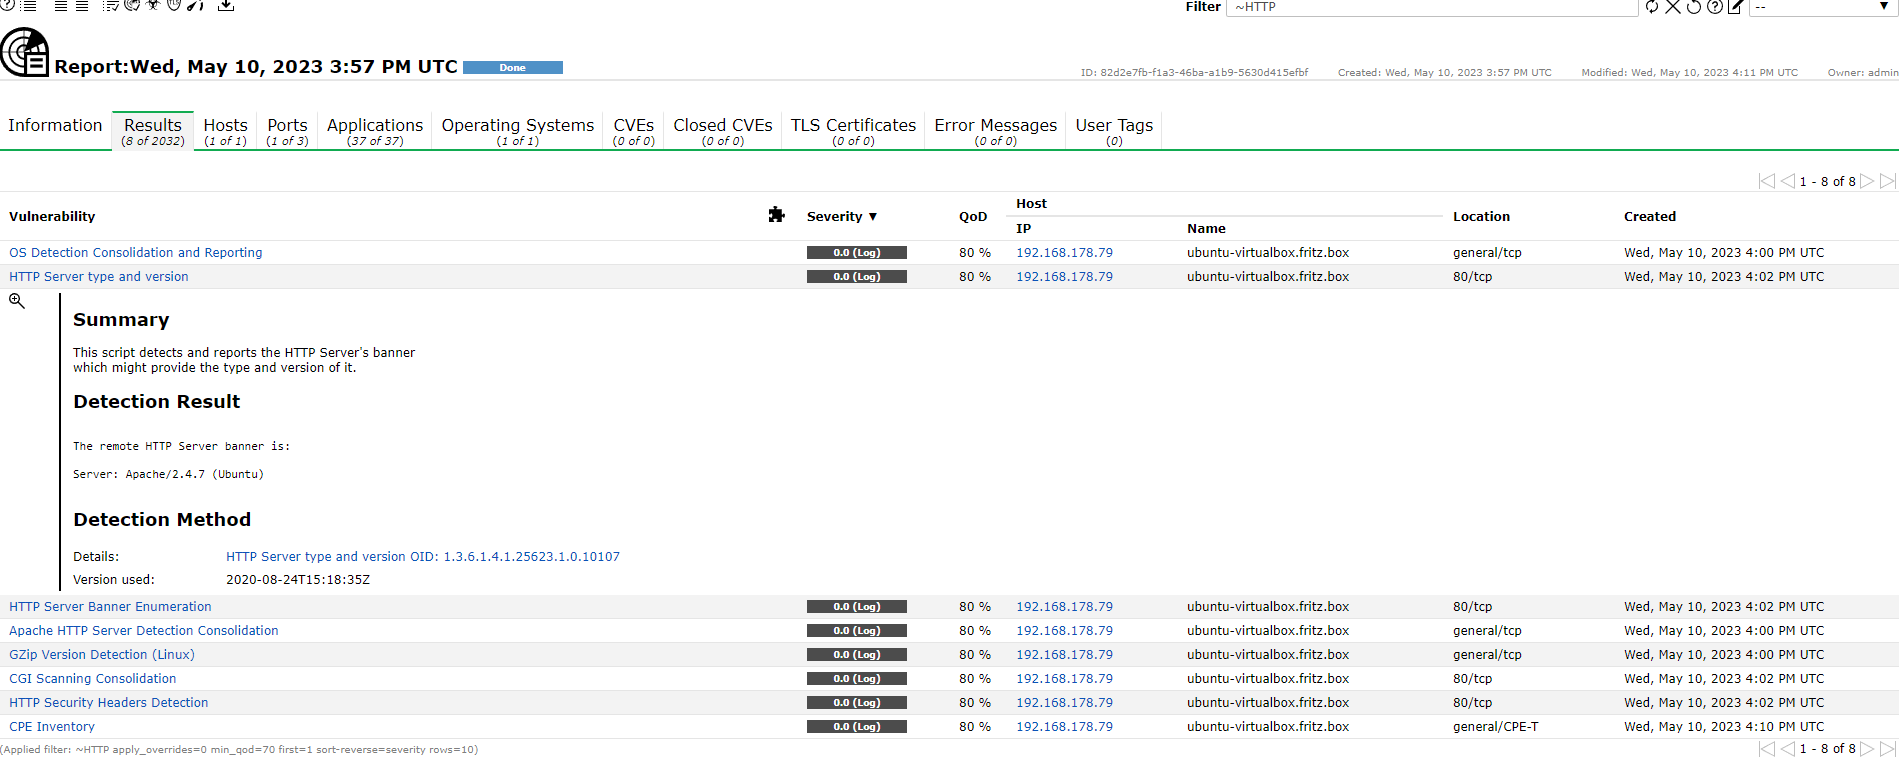 Filter ~HTTP --
Report:Wed, May 10, 2023 3:57 PM UTC Done
ID: 82d2e7fb-f1a3-46ba-a1b9-5630d415efbf Created: Wed, May 10, 2023 3:57 PM UTC Modified: Wed, May 10, 2023 4:11 PM UTC Owner: admin
Information Results Hosts Ports Applications Operating Systems CVEs Closed CVEs TLS Certificates Error Messages User Tags
(8 of 2032) (1 of 1) (1 of 3) (37 of 37) (1 of 1) (0 of 0) (0 of 0) (0 of 0) (0 of 0) (0)
1 - 8 of 8
Vulnerability Severity ▼ QoD Host Location Created
IP Name
OS Detection Consolidation and Reporting 0.0 (Log) 80 % 192.168.178.79 ubuntu-virtualbox.fritz.box general/tcp Wed, May 10, 2023 4:00 PM UTC
HTTP Server type and version 0.0 (Log) 80 % 192.168.178.79 ubuntu-virtualbox.fritz.box 80/tcp Wed, May 10, 2023 4:02 PM UTC
Summary
This script detects and reports the HTTP Server's banner
which might provide the type and version of it.
Detection Result
The remote HTTP Server banner is:
Server: Apache/2.4.7 (Ubuntu)
Detection Method
Details: HTTP Server type and version OID: 1.3.6.1.4.1.25623.1.0.10107
Version used: 2020-08-24T15:18:35Z
HTTP Server Banner Enumeration 0.0 (Log) 80 % 192.168.178.79 ubuntu-virtualbox.fritz.box 80/tcp Wed, May 10, 2023 4:02 PM UTC
Apache HTTP Server Detection Consolidation 0.0 (Log) 80 % 192.168.178.79 ubuntu-virtualbox.fritz.box general/tcp Wed, May 10, 2023 4:00 PM UTC
GZip Version Detection (Linux) 0.0 (Log) 80 % 192.168.178.79 ubuntu-virtualbox.fritz.box general/tcp Wed, May 10, 2023 4:00 PM UTC
CGI Scanning Consolidation 0.0 (Log) 80 % 192.168.178.79 ubuntu-virtualbox.fritz.box 80/tcp Wed, May 10, 2023 4:02 PM UTC
HTTP Security Headers Detection 0.0 (Log) 80 % 192.168.178.79 ubuntu-virtualbox.fritz.box 80/tcp Wed, May 10, 2023 4:02 PM UTC
CPE Inventory 0.0 (Log) 80 % 192.168.178.79 ubuntu-virtualbox.fritz.box general/CPE-T Wed, May 10, 2023 4:10 PM UTC
(Applied filter: ~HTTP apply_overrides=0 min_qod=70 first=1 sort-reverse=severity rows=10) 1 - 8 of 8